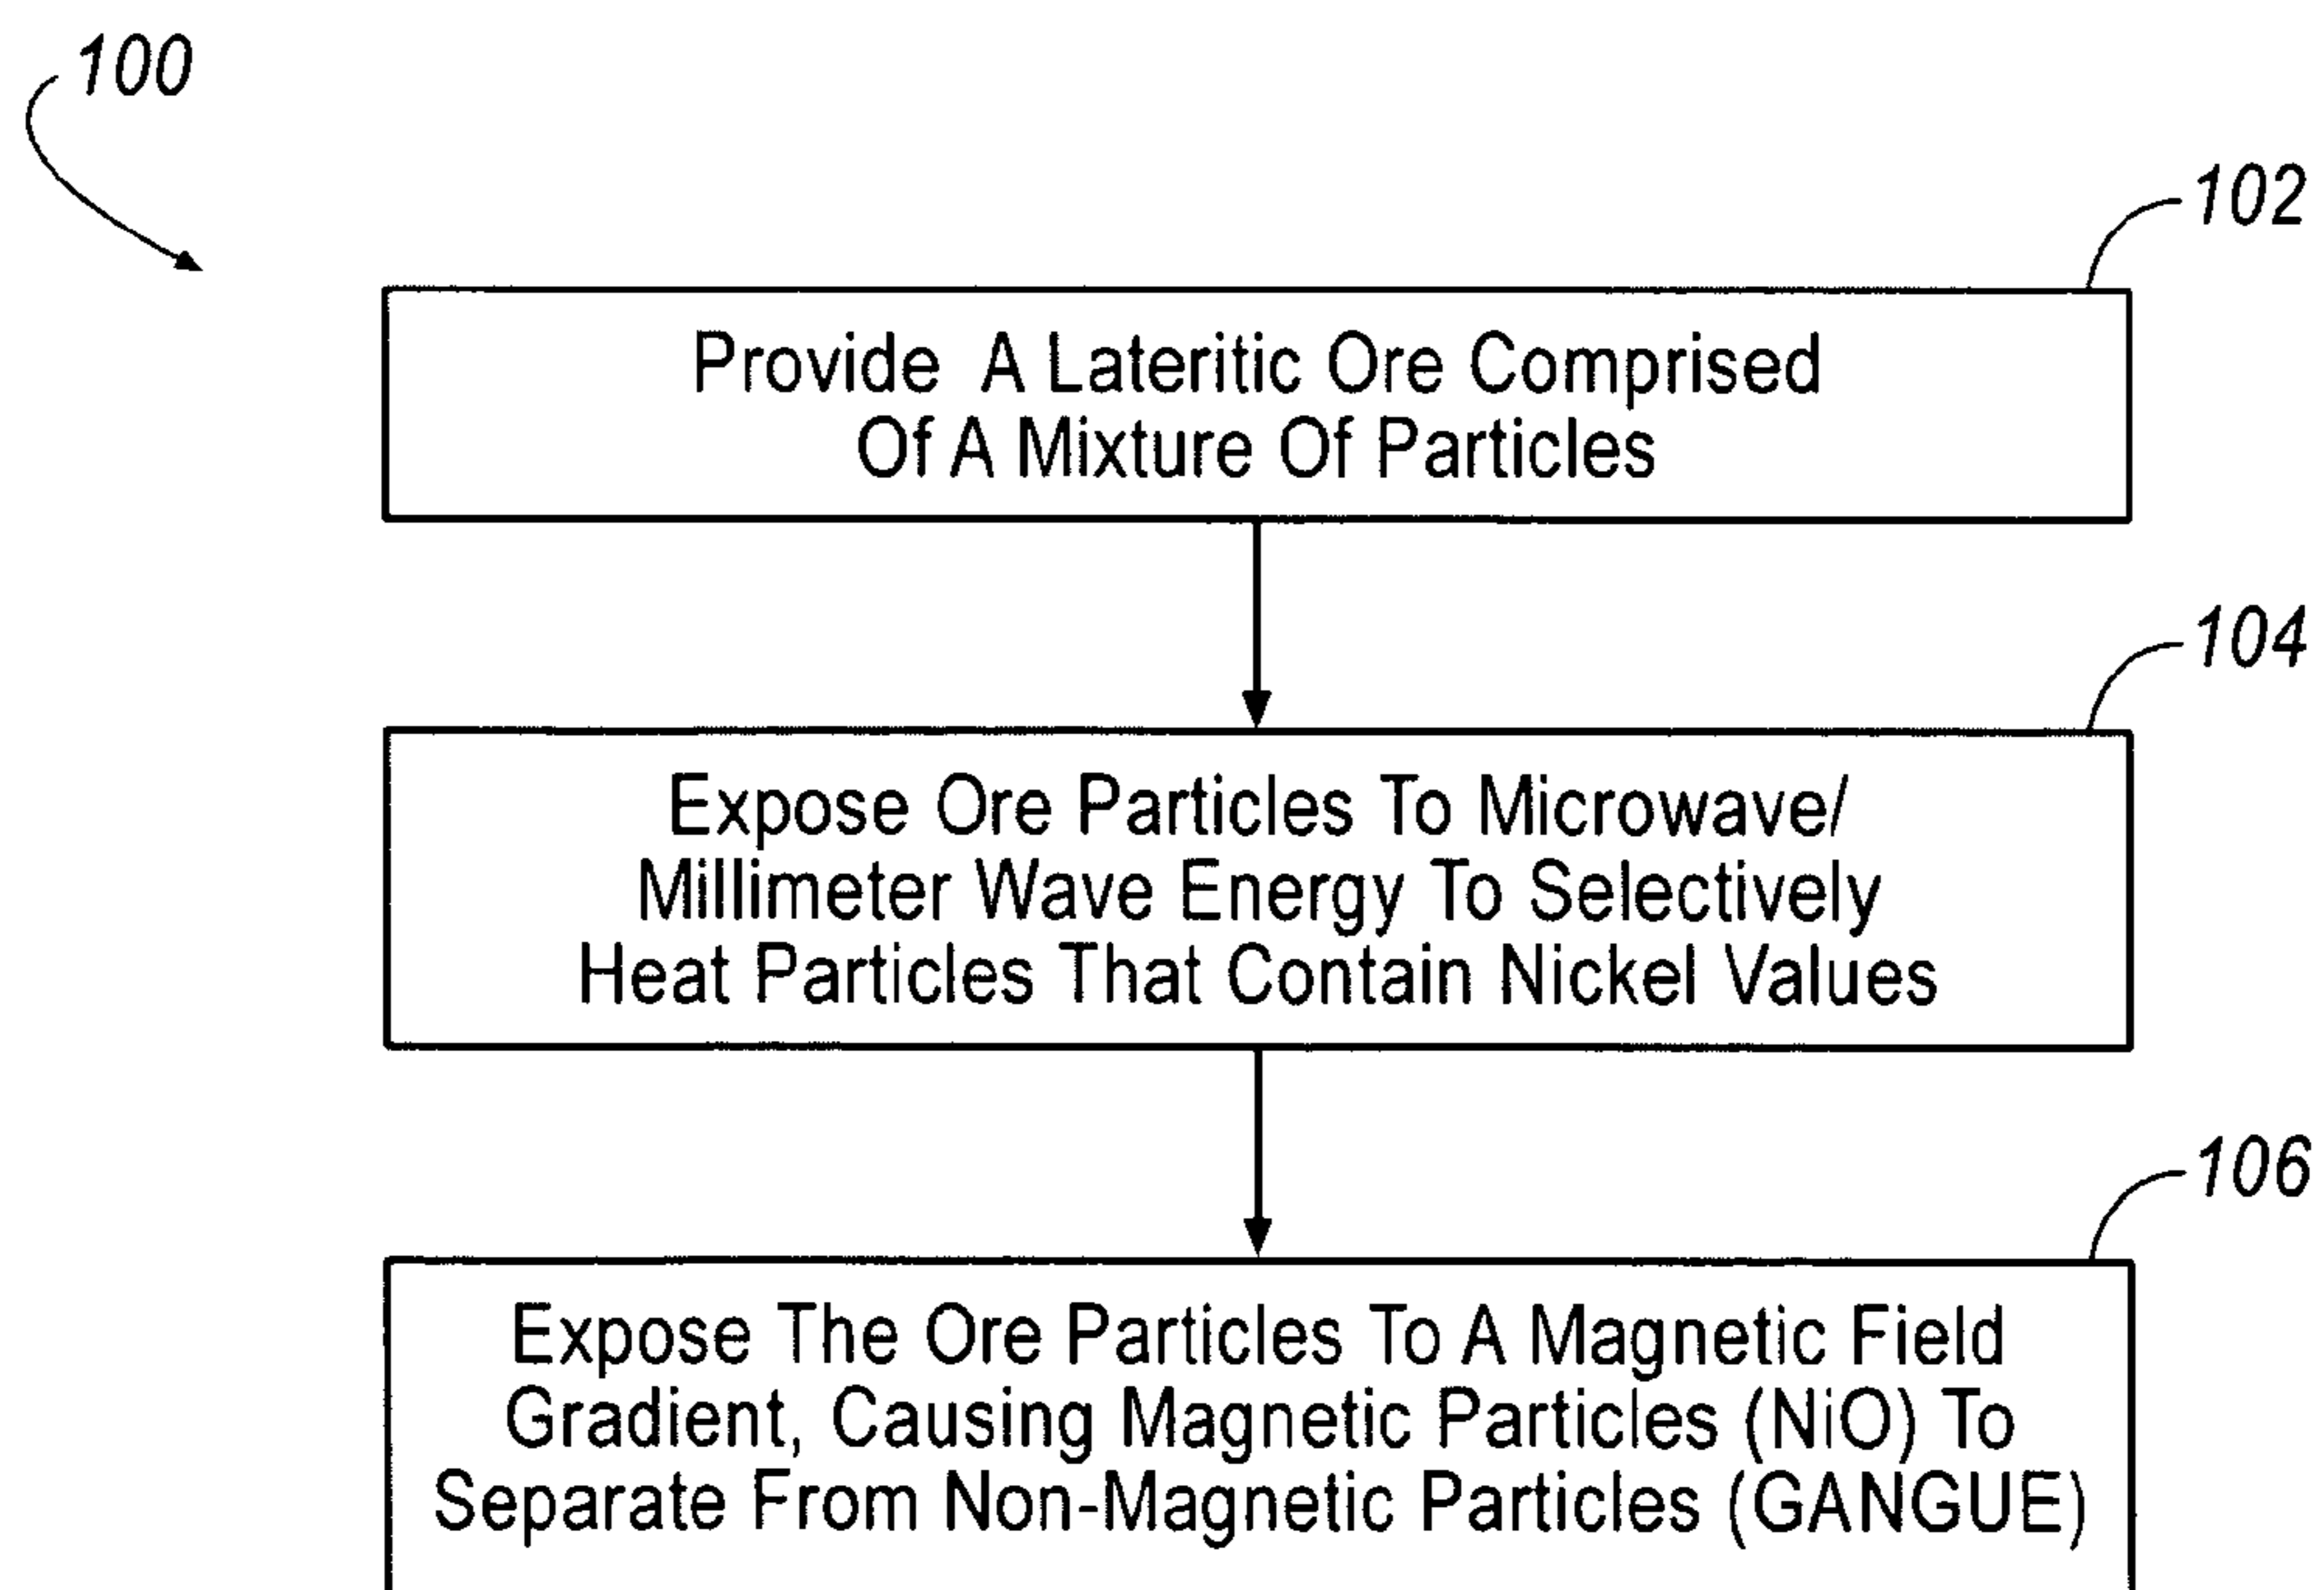 100
102
Provide A Lateritic Ore Comprised
Of A Mixture Of Particles
104
Expose Ore Particles To Microwave/
Millimeter Wave Energy To Selectively
Heat Particles That Contain Nickel Values
106
Expose The Ore Particles To A Magnetic Field
Gradient, Causing Magnetic Particles (NiO) To
Separate From Non-Magnetic Particles (GANGUE)